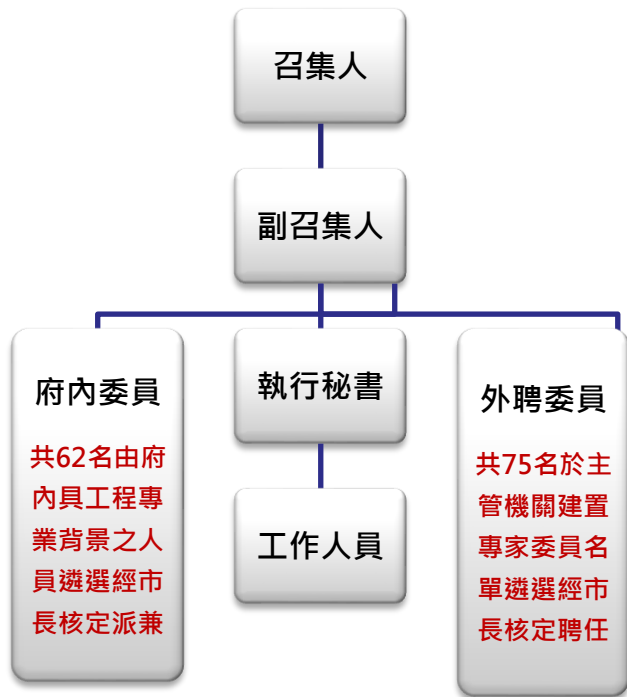 召集人
副召集人
府內委員
共62名由府
內具工程專
業背景之人
員遴選經市
長核定派兼
執行秘書
工作人員
外聘委員
共75名於主
管機關建置
專家委員名
單遴選經市
長核定聘任